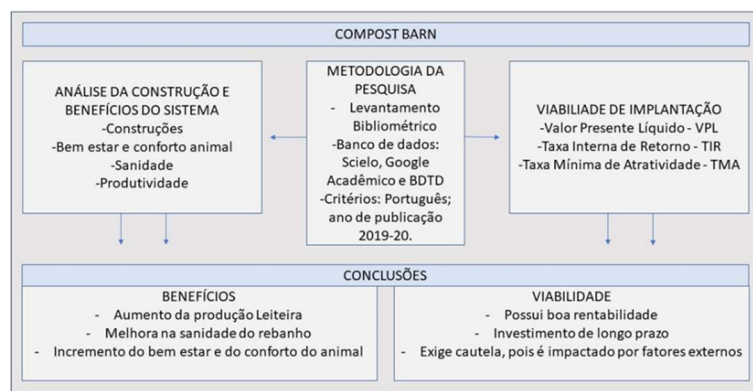 COMPOST BARN
ANÁLISE DA CONSTRUÇÃO E
BENEFÍCIOS DO SISTEMA
-Construções
-Bem estar e conforto animal
-Sanidade
-Produtividade
METODOLOGIA DA
PESQUISA
- Levantamento
Bibliométrico
-Banco de dados:
Scielo, Google
Acadêmico e BDTD
-Critérios: Português;
ano de publicação
2019-20.
VIABILIADE DE IMPLANTAÇÃO
-Valor Presente Líquido - VPL
-Taxa Interna de Retorno - TIR
-Taxa Mínima de Atratividade - TMA
CONCLUSÕES
BENEFÍCIOS
- Aumento da produção Leiteira
- Melhora na sanidade do rebanho
- Incremento do bem estar e do conforto do animal
VIABILIDADE
- Possui boa rentabilidade
- Investimento de longo prazo
- Exige cautela, pois é impactado por fatores externos